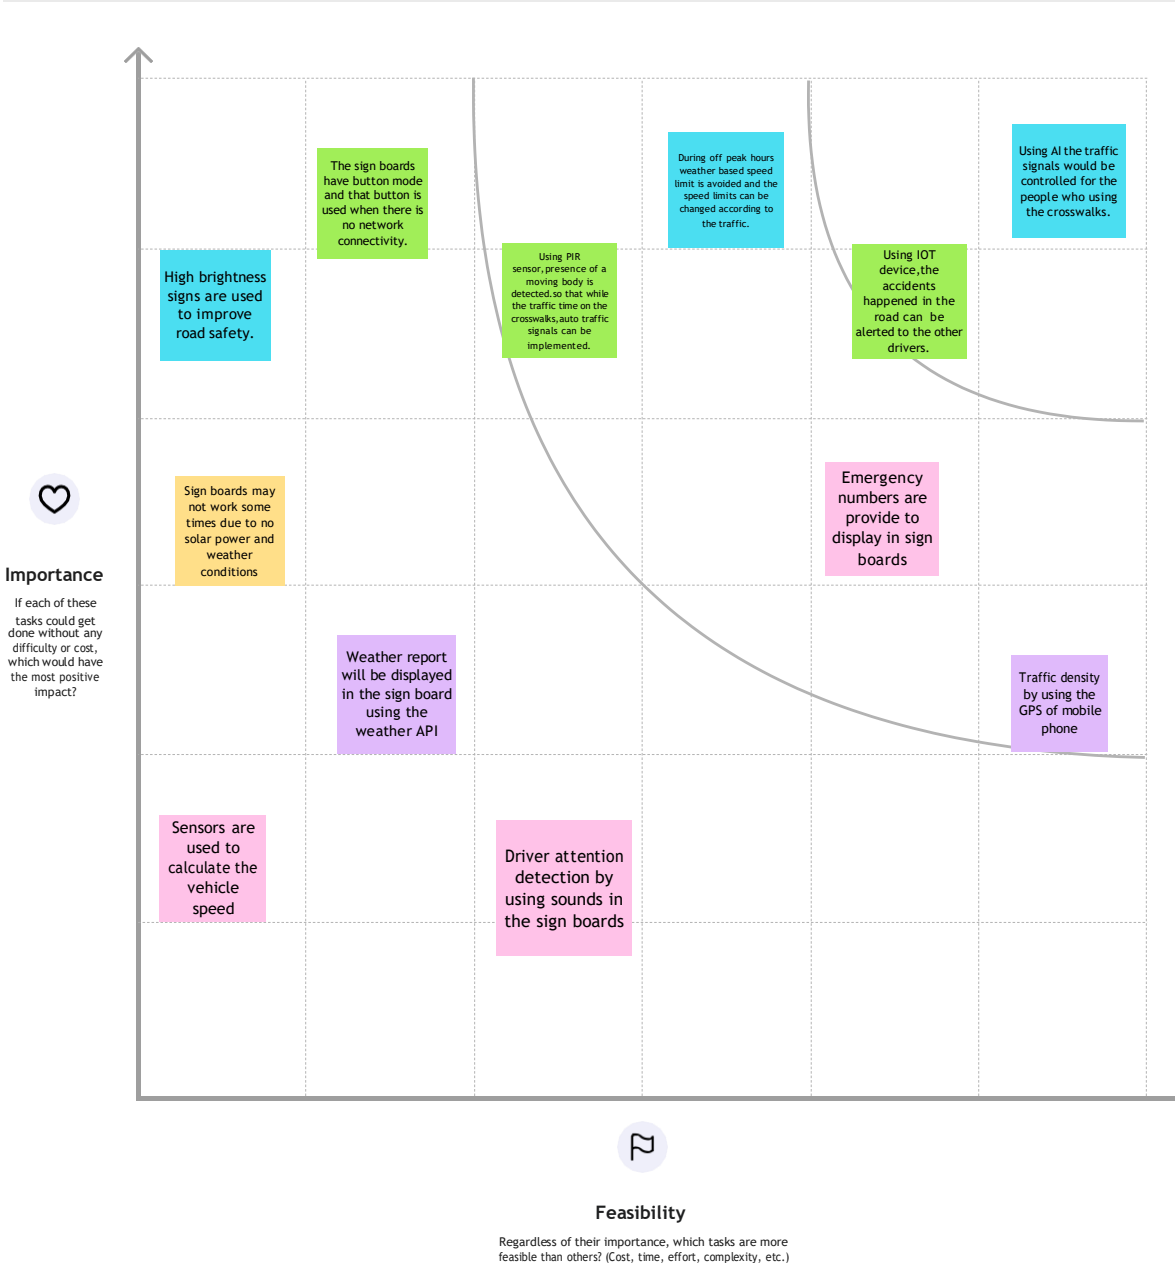 The sign boards
have button mode
and that button is
used when there is
no network
connectivity.
During off peak hours
weather based speed
limit is avoided and the
speed limits can be
changed according to
the traffic.
Using AI the traffic
signals would be
controlled for the
people who using
the crosswalks.
High brightness
signs are used
to improve
road safety.
Using PIR
sensor,presence of a
moving body is
detected.so that while
the traffic time on the
crosswalks,auto traffic
signals can be
implemented.
Using IOT
device,the
accidents
happened in the
road can be
alerted to the other
drivers.
Sign boards may
not work some
times due to no
solar power and
weather
conditions
Emergency
numbers are
provide to
display in sign
boards
Importance
If each of these
tasks could get
done without any
difficulty or cost,
which would have
the most positive
impact?
Weather report
will be displayed
in the sign board
using the
weather API
Traffic density
by using the
GPS of mobile
phone
Sensors are
used to
calculate the
vehicle
speed
Driver attention
detection by
using sounds in
the sign boards
Feasibility
Regardless of their importance, which tasks are more
feasible than others? (Cost, time, effort, complexity, etc.)